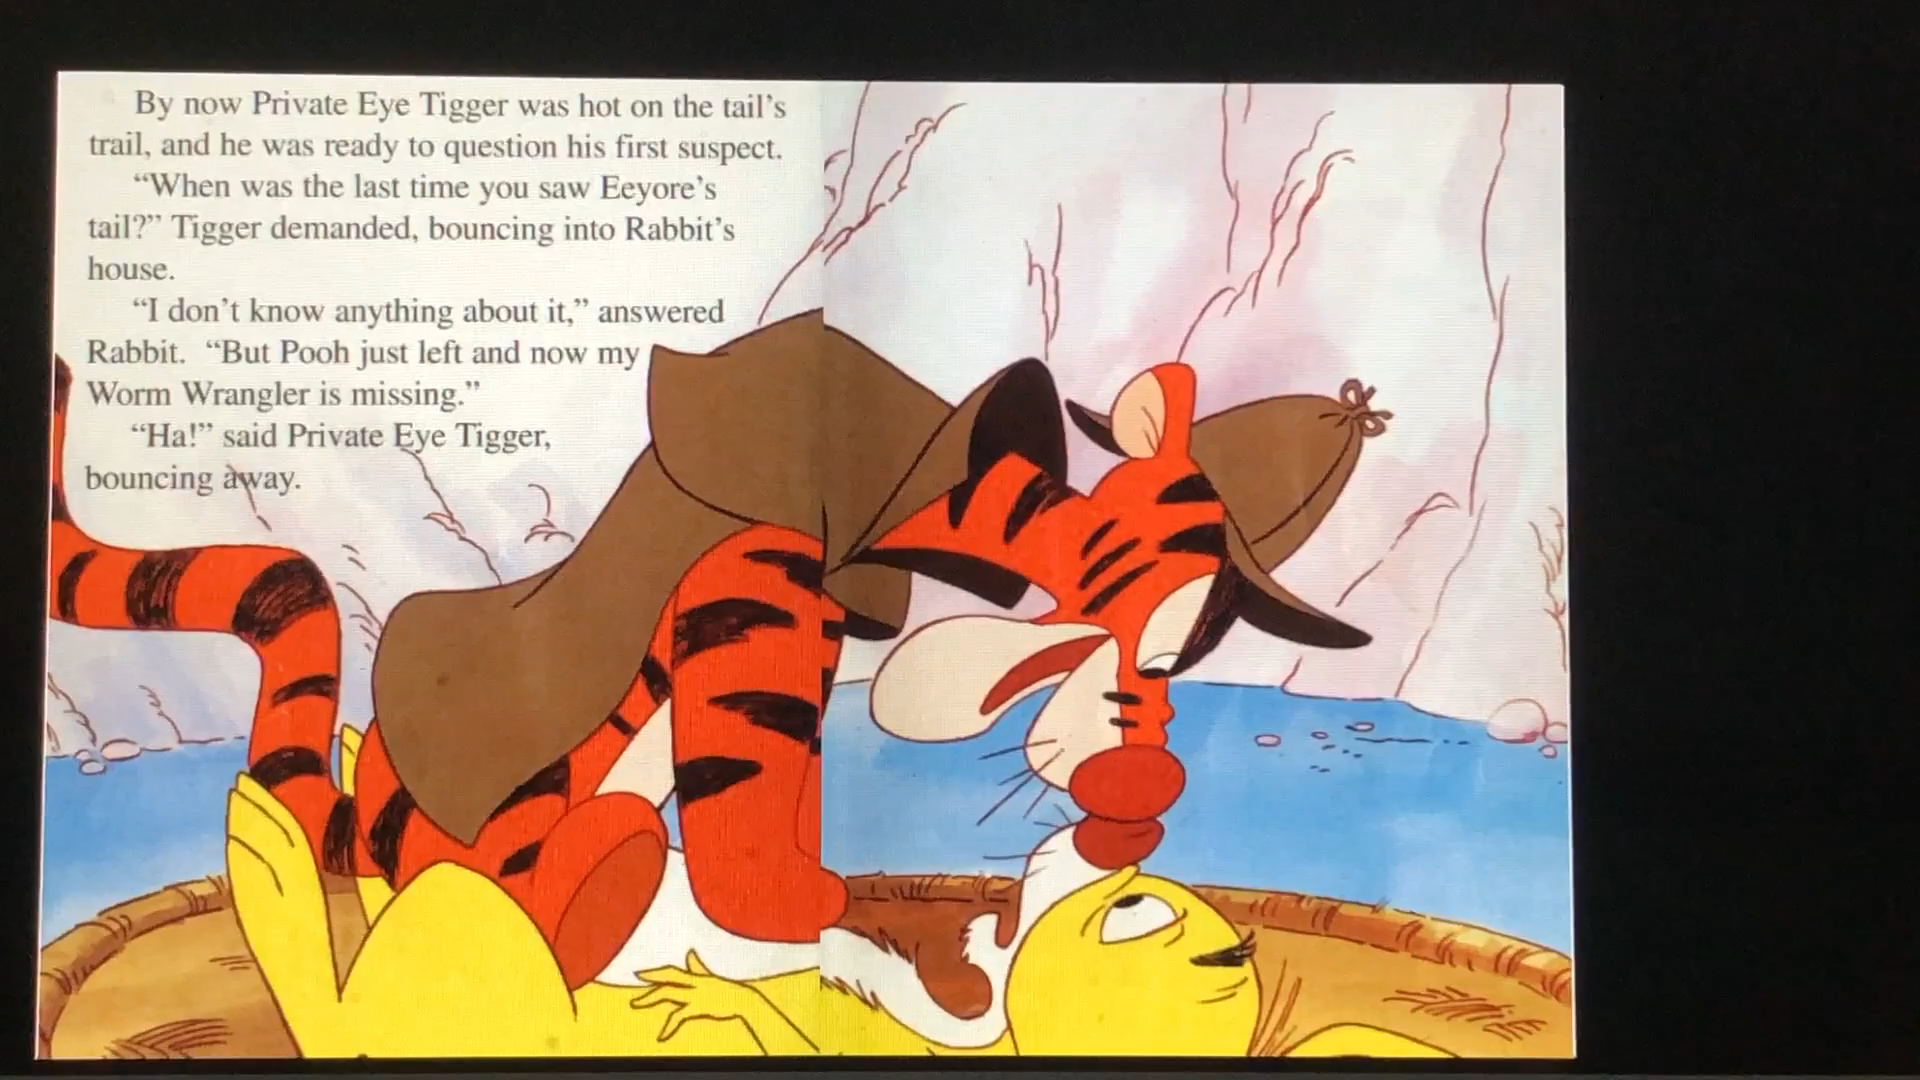 By now Private Eye Tigger was hot on the tail’s
trail, and he was ready to question his first suspect.
“When was the last time you saw Eeyore’s
tail?” Tigger demanded, bouncing into Rabbit’s
house.
“I don’t know anything about it,” answered
Rabbit. “But Pooh just left and now my
Worm Wrangler is missing.”
“Ha!” said Private Eye Tigger,
bouncing away.